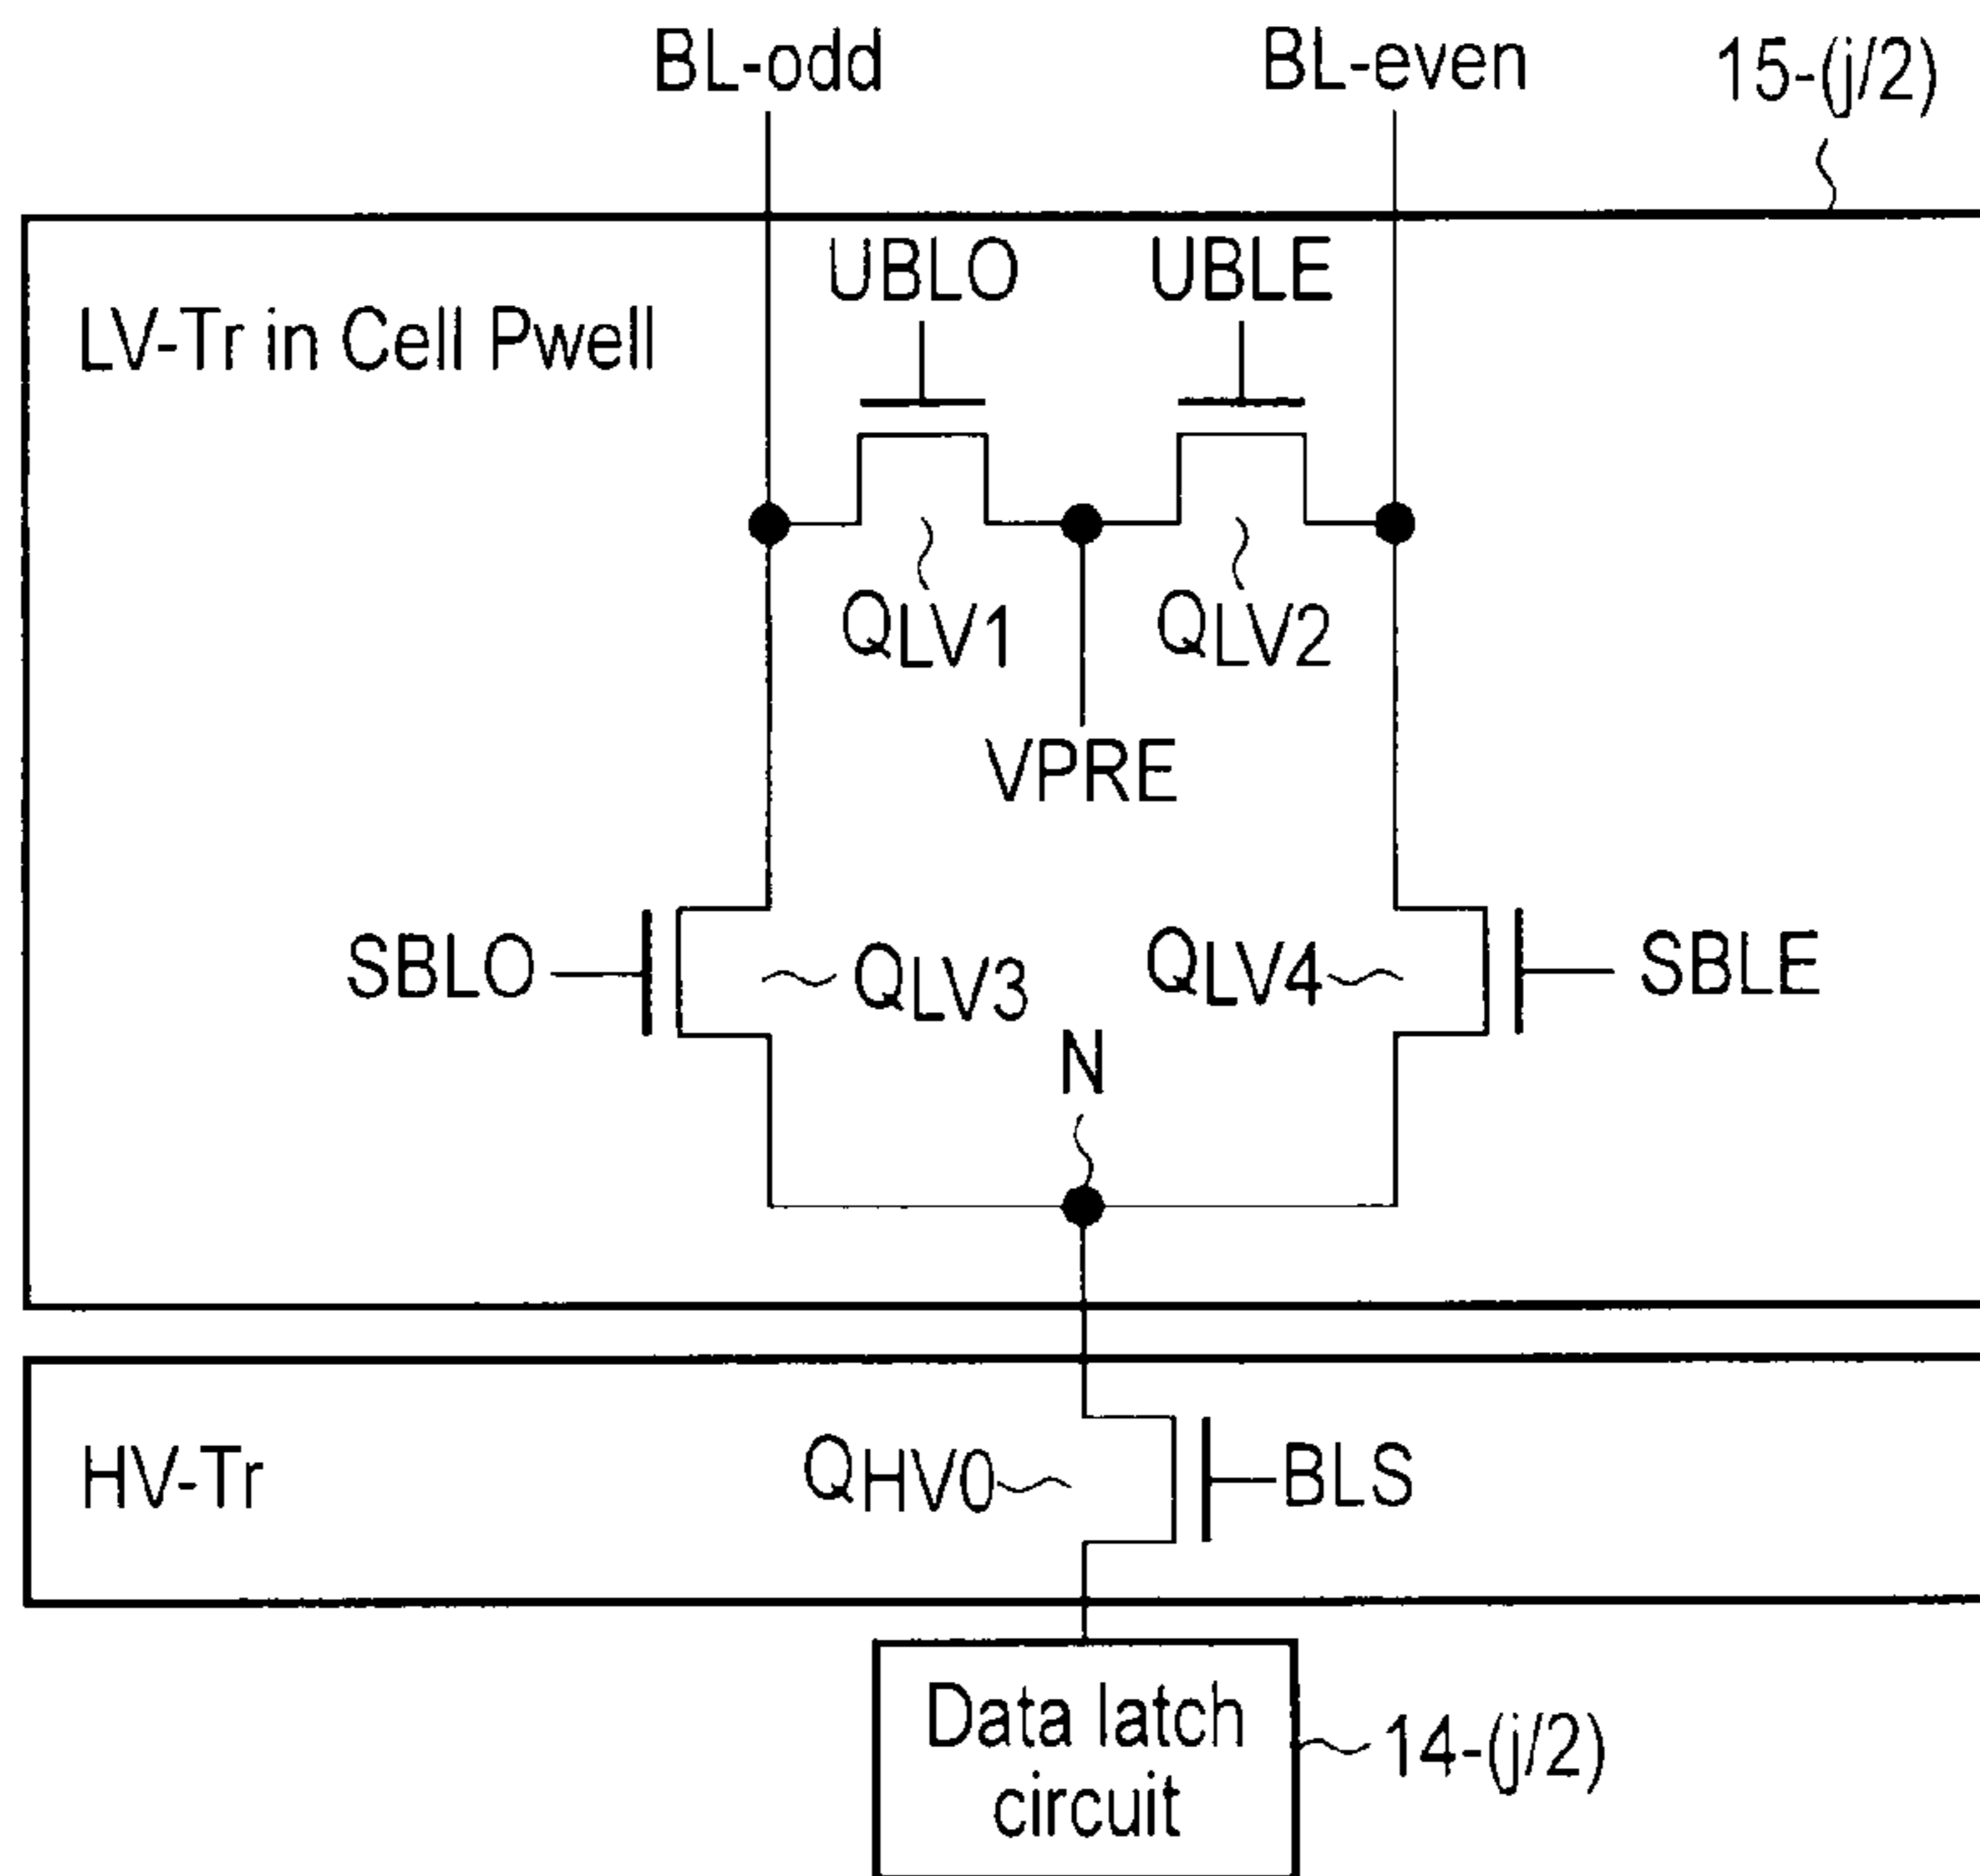 BL-odd
BL-even
15-(j/2)
UBLO
UBLE
LV-Tr in Cell Pwell
QLV1
QLV2
VPRE
SBLO
QLV3
QLV4
SBLE
N
HV-Tr
QHV0
BLS
Data latch
circuit
14-(j/2)